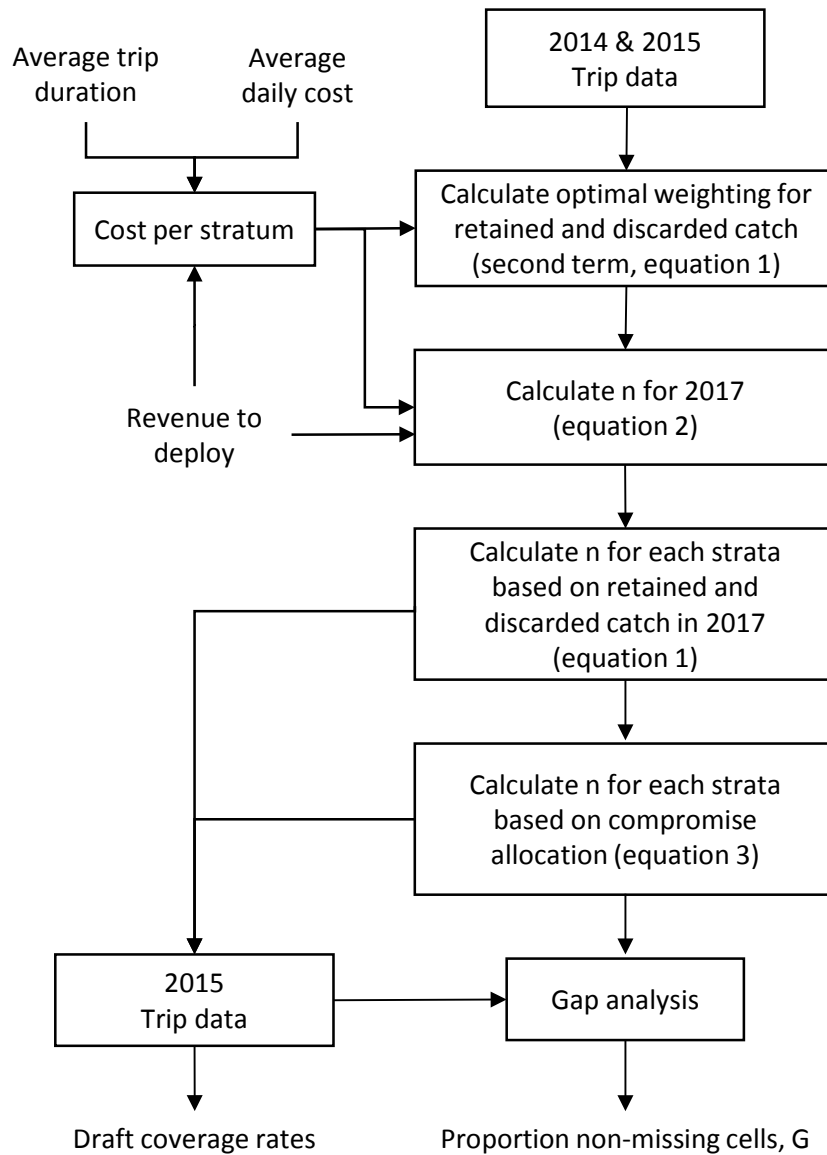 Average trip
duration
Average
daily cost
2014 & 2015
Trip data
Cost per stratum
Calculate optimal weighting for
retained and discarded catch
(second term, equation 1)
Revenue to
deploy
Calculate n for 2017
(equation 2)
Calculate n for each strata
based on retained and
discarded catch in 2017
(equation 1)
Calculate n for each strata
based on compromise
allocation (equation 3)
2015
Trip data
Gap analysis
Draft coverage rates
Proportion non-missing cells, G